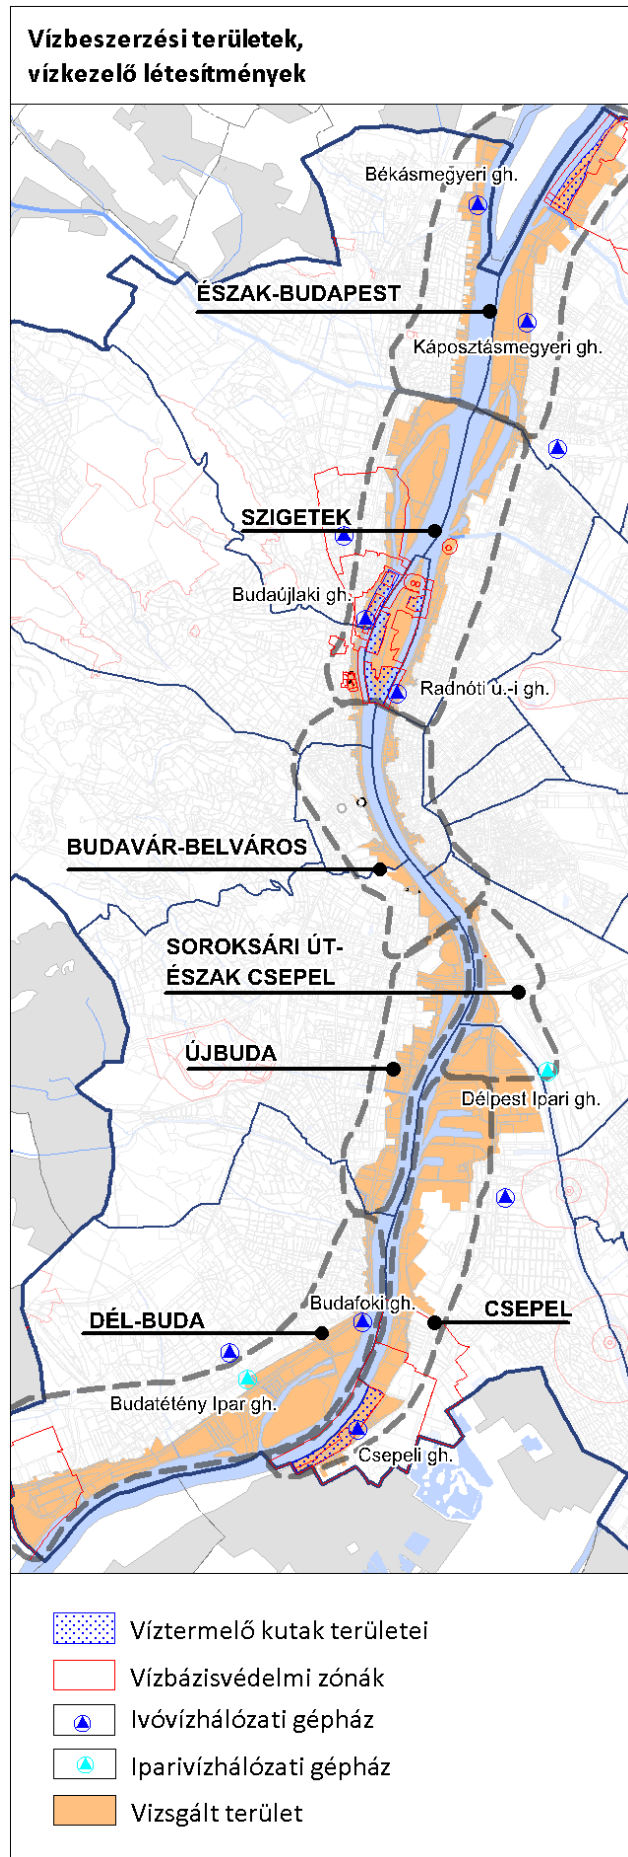 Vízbeszerzési területek,
vízkezelő létesítmények
Békásmegyeri gh.
ÉSZAK-BUDAPEST
Káposztásmegyeri gh.
SZIGETEK
Budaújlaki gh.
Radnóti u.-i gh.
BUDAVÁR-BELVÁROS
SOROKSÁRI ÚT-
ÉSZAK CSEPEL
ÚJBUDA
Délpest Ipari gh.
Budafoki gh.
CSEPEL
DÉL-BUDA
Budatétény Ipar gh.
Csepeli gh.
Víztermelő kutak területei
Vízbázisvédelmi zónák
Ivóvízhálózati gépház
Iparivízhálózati gépház
Vizsgált terület